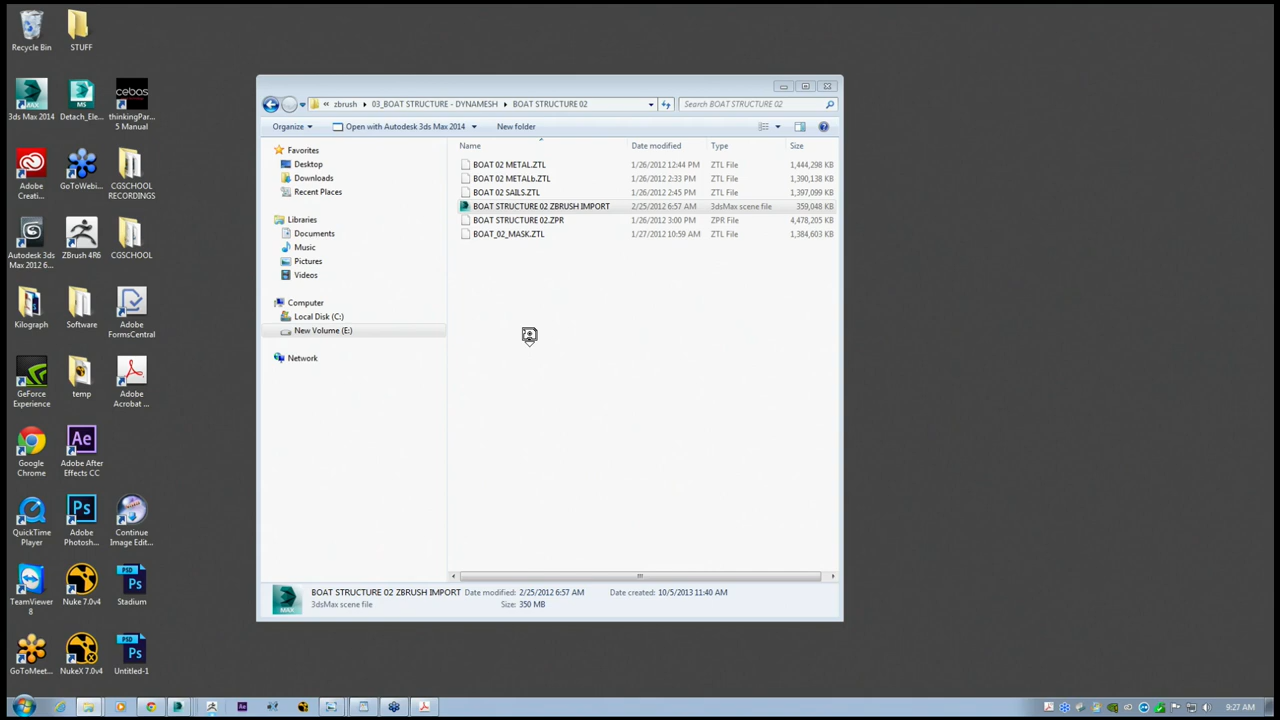 Recycle Bin
STUFF
3ds Max 2014
Detach_Ele...
thinkingPar...
5 Manual
Adobe
Creati...
GoToWebi...
CGSCHOOL
RECORDINGS
Autodesk 3ds
Max 2012 6...
ZBrush 4R6
CGSCHOOL
Kilograph
Software
Adobe
FormsCentral
GeForce
Experience
temp
Adobe
Acrobat ...
Google
Chrome
Adobe After
Effects CC
QuickTime
Player
Adobe
Photosh...
Continue
Image Edit...
TeamViewer
8
Nuke 7.0v4
Stadium
GoToMeet...
NukeX 7.0v4
Untitled-1
« zbrush ▸ 03_BOAT STRUCTURE - DYNAMESH ▸ BOAT STRUCTURE 02
Search BOAT STRUCTURE 02
Organize
Open with Autodesk 3ds Max 2014
New folder
Favorites
Desktop
Downloads
Recent Places
Libraries
Documents
Music
Pictures
Videos
Computer
Local Disk (C:)
New Volume (E:)
Network
Name Date modified Type Size
BOAT 02 METAL.ZTL 1/26/2012 12:44 PM ZTL File 1,444,298 KB
BOAT 02 METALb.ZTL 1/26/2012 2:33 PM ZTL File 1,390,138 KB
BOAT 02 SAILS.ZTL 1/26/2012 2:45 PM ZTL File 1,397,099 KB
BOAT STRUCTURE 02 ZBRUSH IMPORT 2/25/2012 6:57 AM 3dsMax scene file 359,048 KB
BOAT STRUCTURE 02.ZPR 1/26/2012 3:00 PM ZPR File 4,478,205 KB
BOAT_02_MASK.ZTL 1/27/2012 10:59 AM ZTL File 1,384,603 KB
BOAT STRUCTURE 02 ZBRUSH IMPORT Date modified: 2/25/2012 6:57 AM Date created: 10/5/2013 11:40 AM
3dsMax scene file Size: 350 MB
9:27 AM